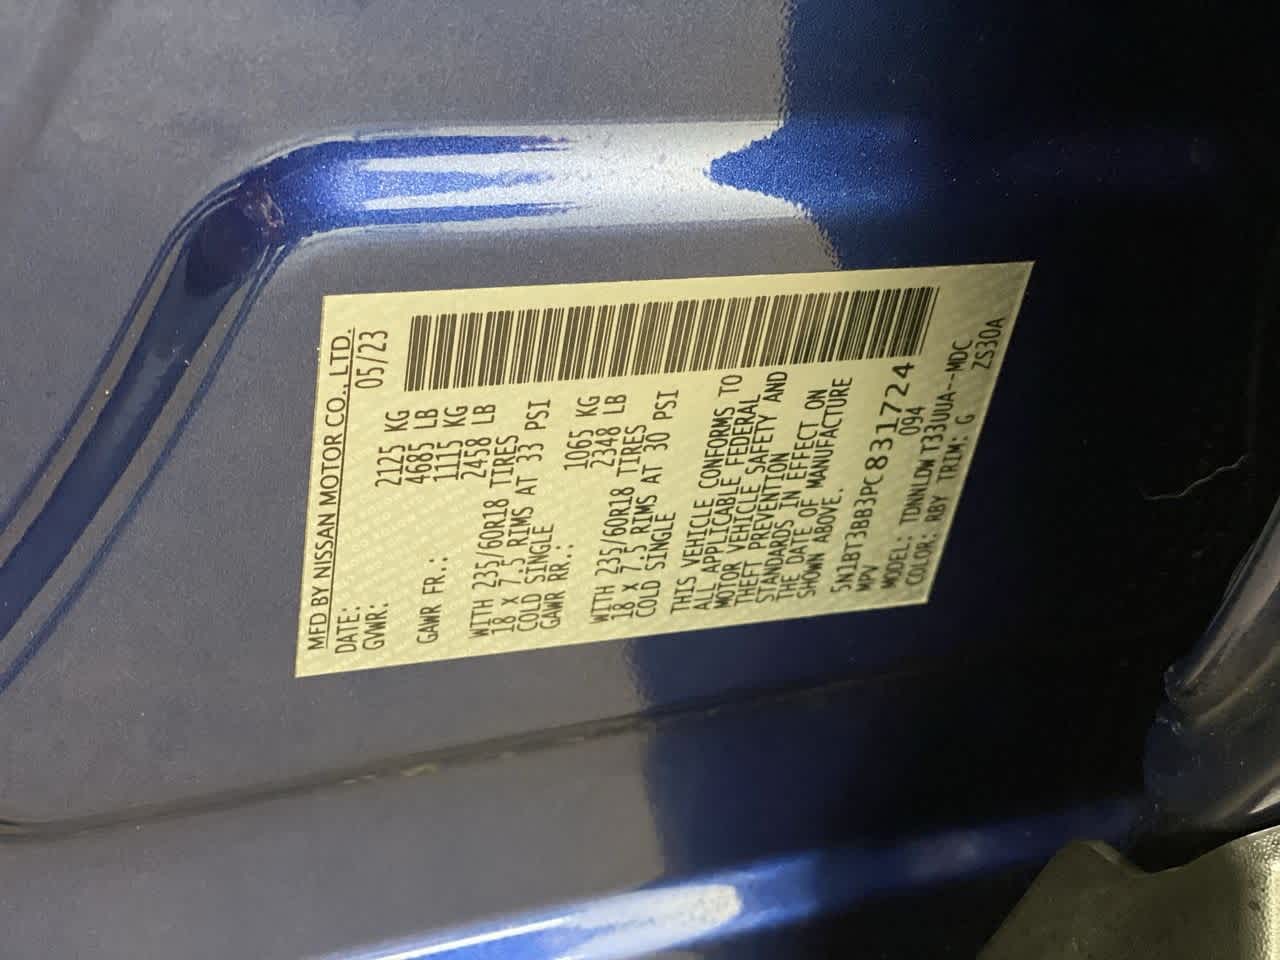 MFD BY NISSAN MOTOR CO., LTD.
DATE: 05/23
GVWR: 2125 KG
4685 LB
GAWR FR.: 1115 KG
2458 LB
WITH 235/60R18 TIRES
18 X 7.5 RIMS AT 33 PSI
COLD SINGLE
GAWR RR.: 1065 KG
2348 LB
WITH 235/60R18 TIRES
18 X 7.5 RIMS AT 30 PSI
COLD SINGLE
THIS VEHICLE CONFORMS TO
ALL APPLICABLE FEDERAL
MOTOR VEHICLE SAFETY AND
THEFT PREVENTION
STANDARDS IN EFFECT ON
THE DATE OF MANUFACTURE
SHOWN ABOVE.
5N1BT3BB3PC831724
MPV 094
MODEL: TDNNLDWT33UUA--MDC
COLOR: RBY TRIM: G ZS30A